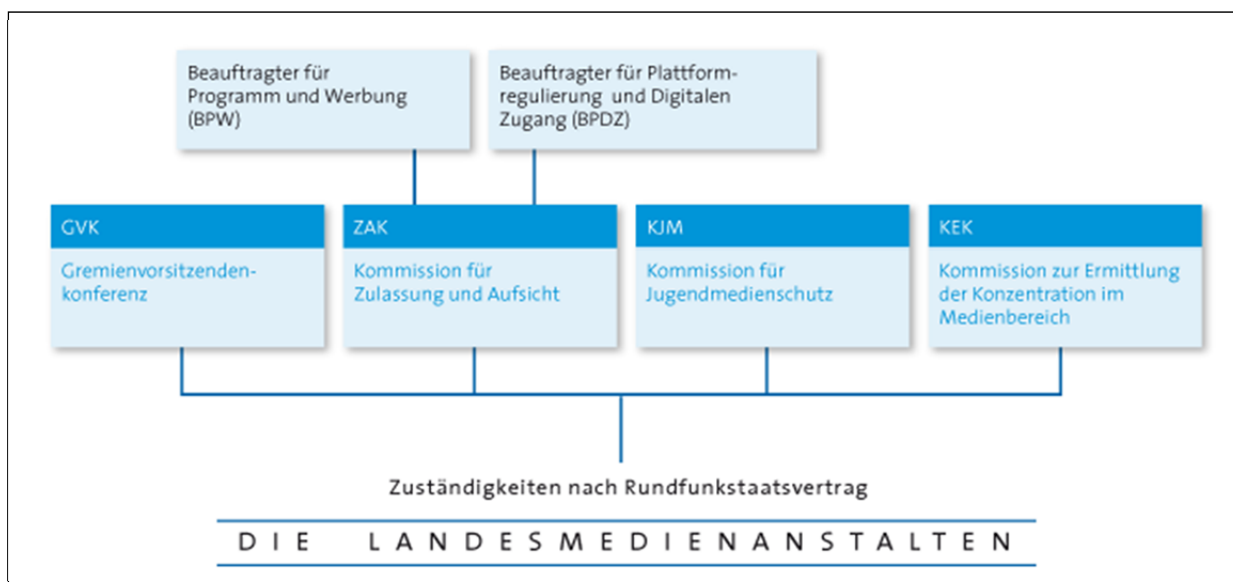 Beauftragter für
Programm und Werbung
(BPW)
Beauftragter für Plattform-
regulierung und Digitalen
Zugang (BPDZ)
GVK
Gremienvorsitzenden-
konferenz
ZAK
Kommission für
Zulassung und Aufsicht
KJM
Kommission für
Jugendmedienschutz
KEK
Kommission zur Ermittlung
der Konzentration im
Medienbereich
Zuständigkeiten nach Rundfunkstaatsvertrag
DIE LANDESMEDIENANSTALTEN